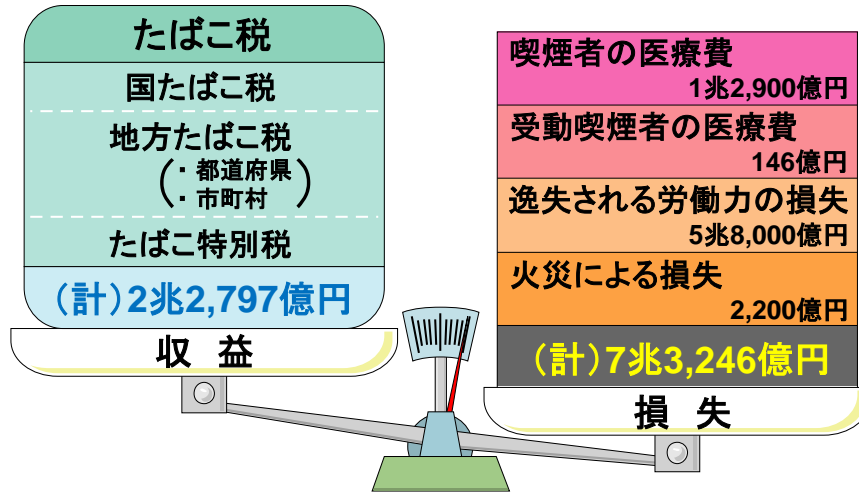 たばこ税
国たばこ税
地方たばこ税
(・都道府県
・市町村)
たばこ特別税
(計)2兆2,797億円
収 益
喫煙者の医療費
1兆2,900億円
受動喫煙者の医療費
146億円
逸失される労働力の損失
5兆8,000億円
火災による損失
2,200億円
(計)7兆3,246億円
損 失